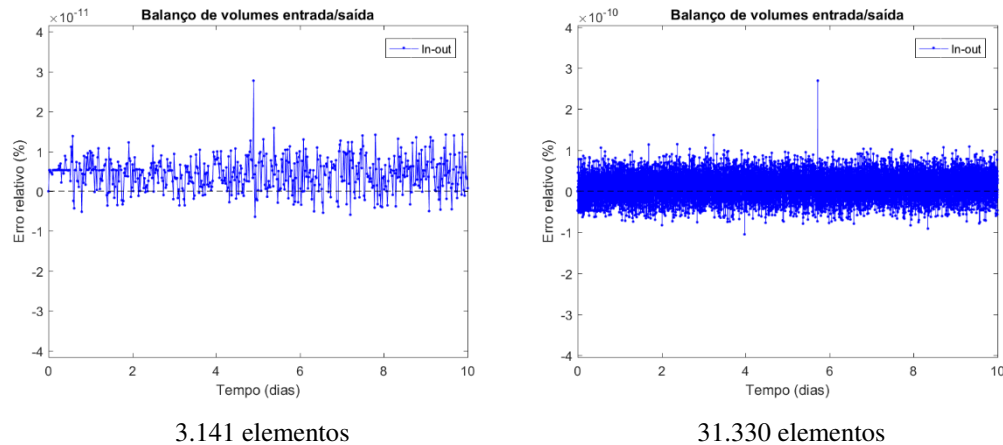 ×10⁻¹¹ Balanço de volumes entrada/saída
4
3
2
1
0
-1
-2
-3
-4
Erro relativo (%)
In-out
0 2 4 6 8 10
Tempo (dias)
3.141 elementos
×10⁻¹⁰ Balanço de volumes entrada/saída
4
3
2
1
0
-1
-2
-3
-4
Erro relativo (%)
In-out
0 2 4 6 8 10
Tempo (dias)
31.330 elementos